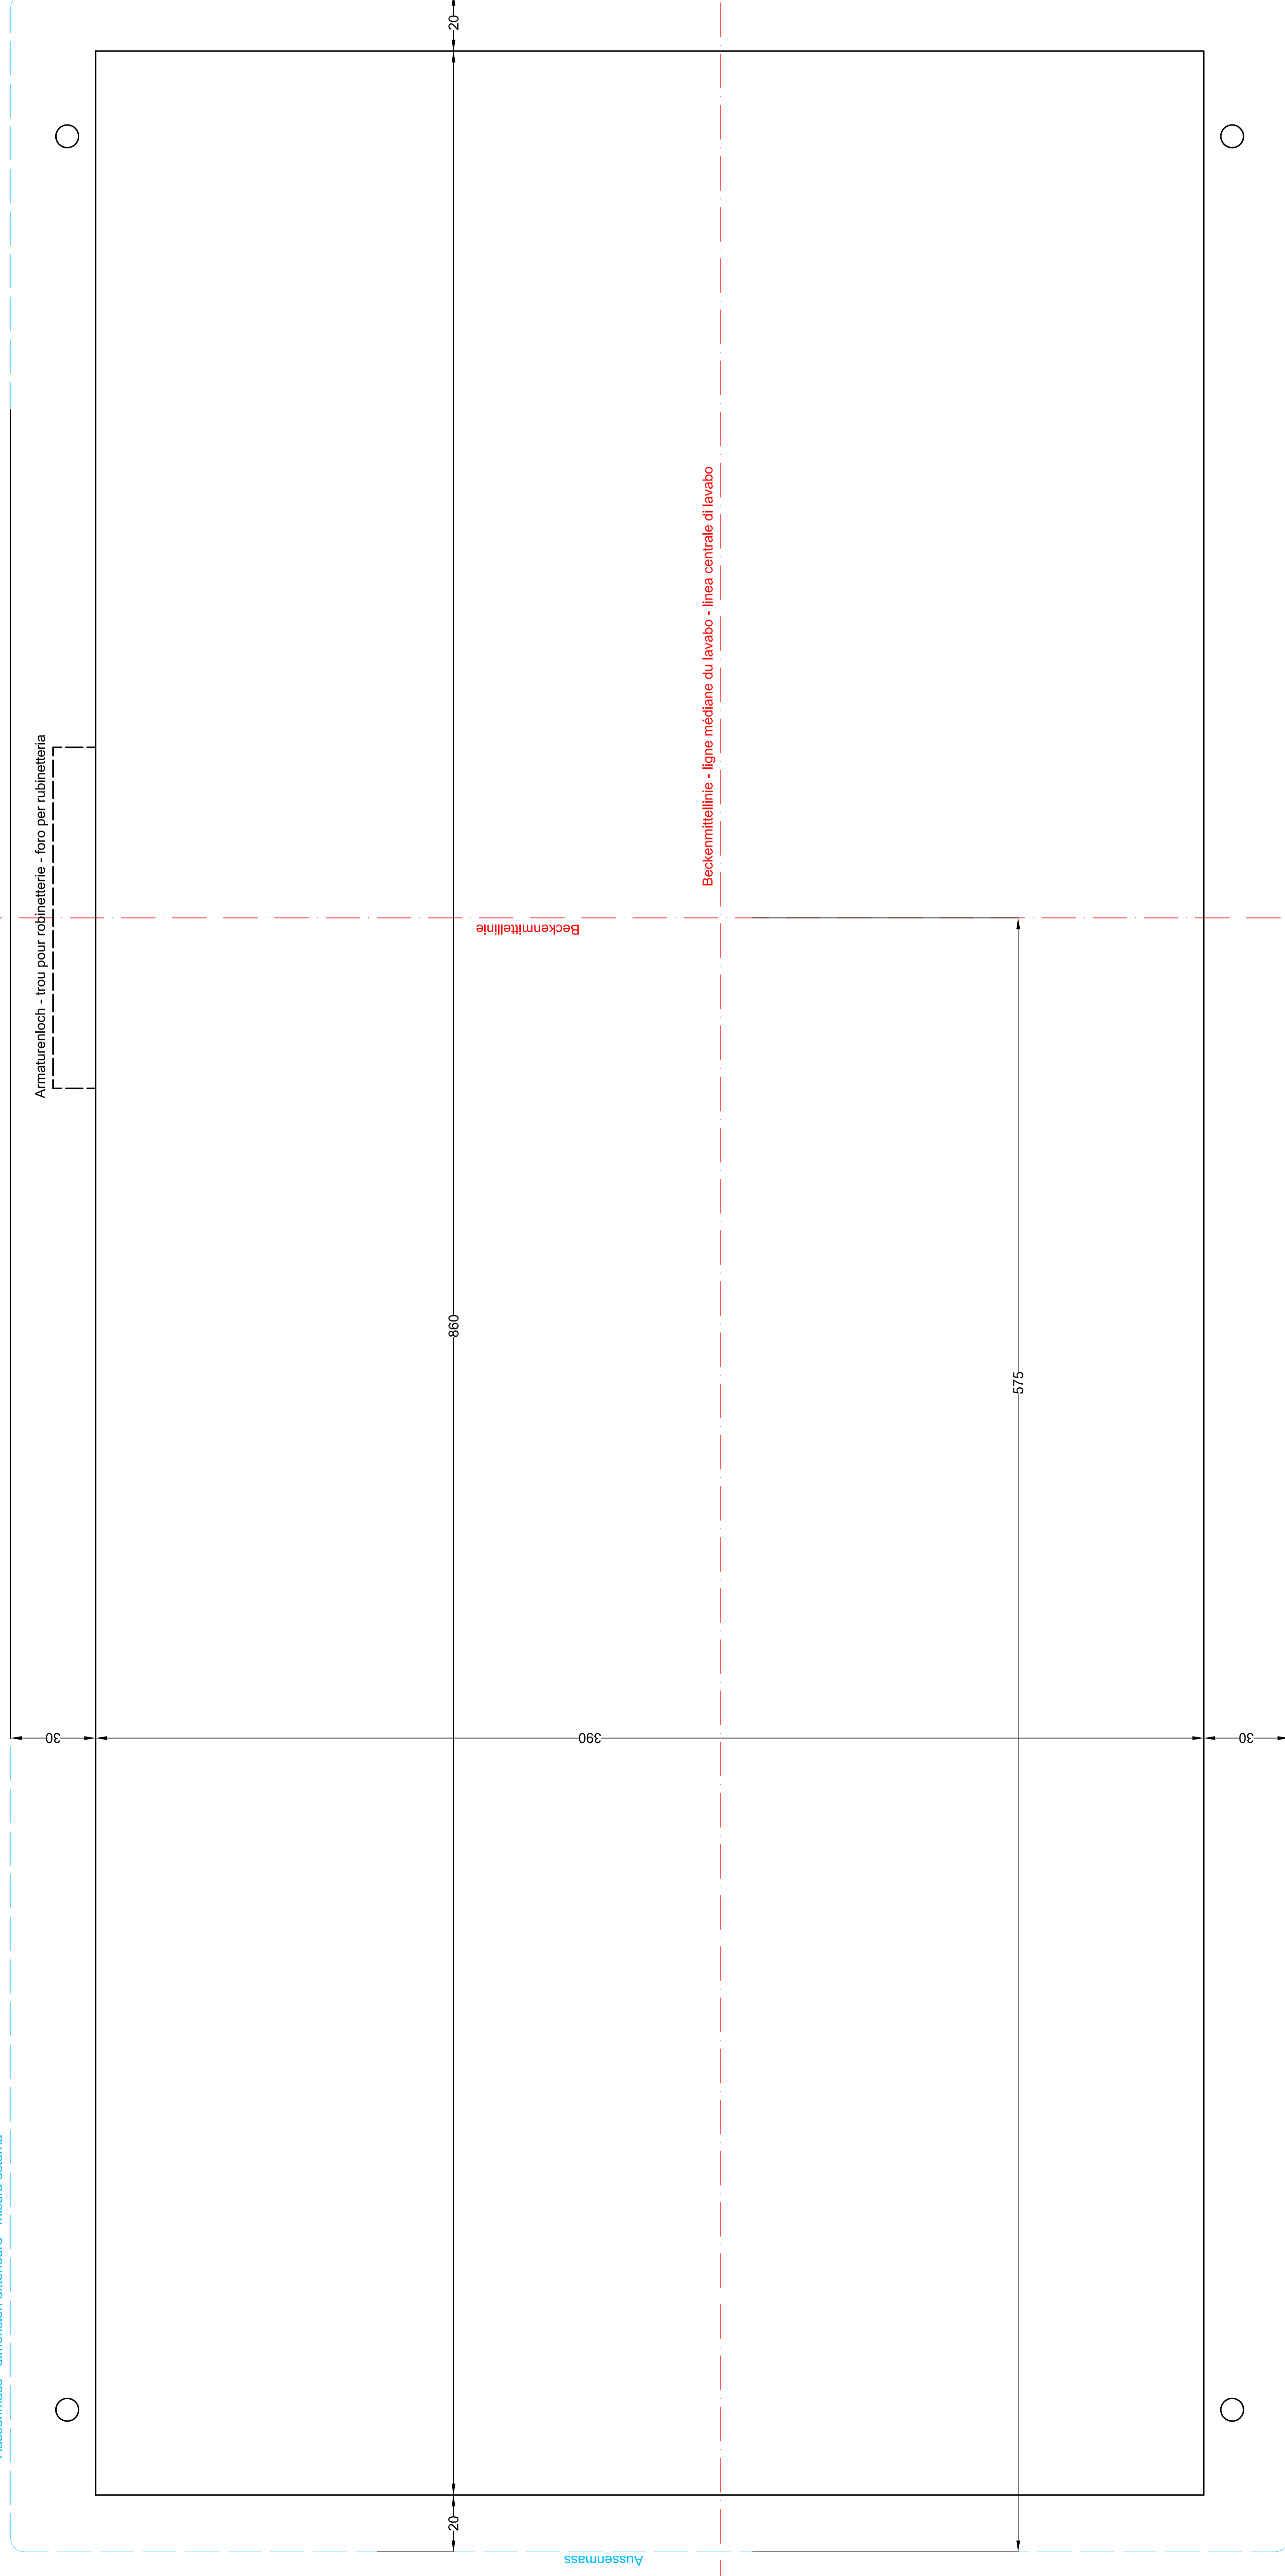 20
Armaturenloch - trou pour robinetterie - foro per rubinetteria
Beckenmittellinie - ligne médiane du lavabo - linea centrale di lavabo
Beckenmittellinie
860
575
30
390
30
20
Aussenmass